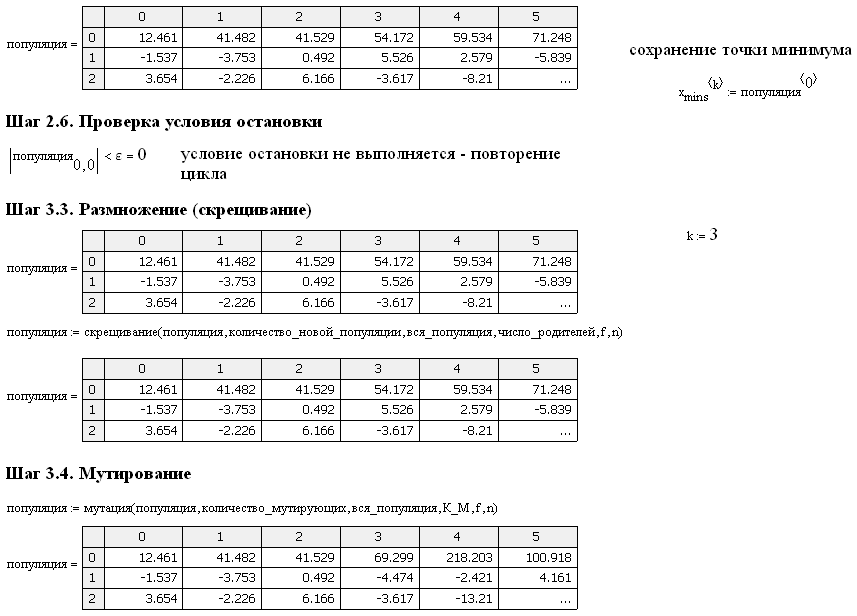 0 1 2 3 4 5
популяция = 0 12.461 41.482 41.529 54.172 59.534 71.248
1 -1.537 -3.753 0.492 5.526 2.579 -5.839
2 3.654 -2.226 6.166 -3.617 -8.21 ...
сохранение точки минимума
x_mins^⟨k⟩ := популяция^⟨0⟩
Шаг 2.6. Проверка условия остановки
|популяция_0,0| < ε = 0
условие остановки не выполняется - повторение
цикла
Шаг 3.3. Размножение (скрещивание)
k := 3
0 1 2 3 4 5
популяция = 0 12.461 41.482 41.529 54.172 59.534 71.248
1 -1.537 -3.753 0.492 5.526 2.579 -5.839
2 3.654 -2.226 6.166 -3.617 -8.21 ...
популяция := скрещивание(популяция,количество_новой_популяции,вся_популяция,число_родителей,f,n)
0 1 2 3 4 5
популяция = 0 12.461 41.482 41.529 54.172 59.534 71.248
1 -1.537 -3.753 0.492 5.526 2.579 -5.839
2 3.654 -2.226 6.166 -3.617 -8.21 ...
Шаг 3.4. Мутирование
популяция := мутация(популяция,количество_мутирующих,вся_популяция,K_M,f,n)
0 1 2 3 4 5
популяция = 0 12.461 41.482 41.529 69.299 218.203 100.918
1 -1.537 -3.753 0.492 -4.474 -2.421 4.161
2 3.654 -2.226 6.166 -3.617 -13.21 ...